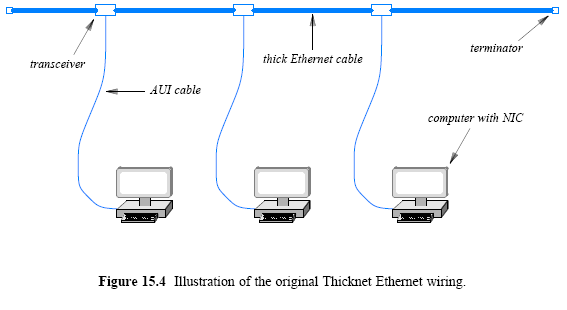 transceiver
thick Ethernet cable
terminator
AUI cable
computer with NIC
Figure 15.4 Illustration of the original Thicknet Ethernet wiring.